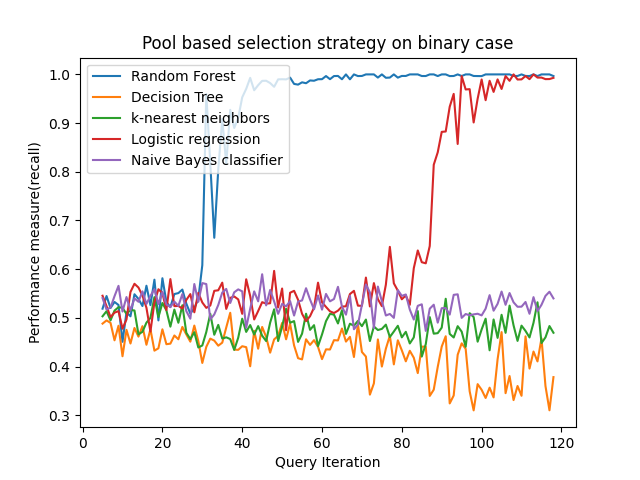 Pool based selection strategy on binary case
Random Forest
Decision Tree
k-nearest neighbors
Logistic regression
Naive Bayes classifier
Performance measure(recall)
1.0
0.9
0.8
0.7
0.6
0.5
0.4
0.3
0 20 40 60 80 100 120
Query Iteration